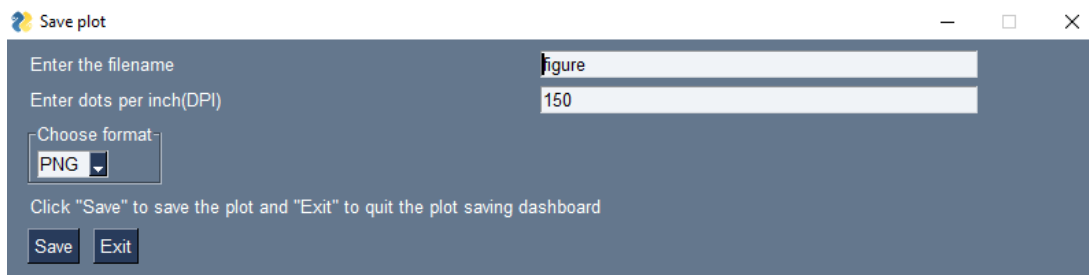 Save plot
Enter the filename figure
Enter dots per inch(DPI) 150
Choose format
PNG
Click "Save" to save the plot and "Exit" to quit the plot saving dashboard
Save Exit